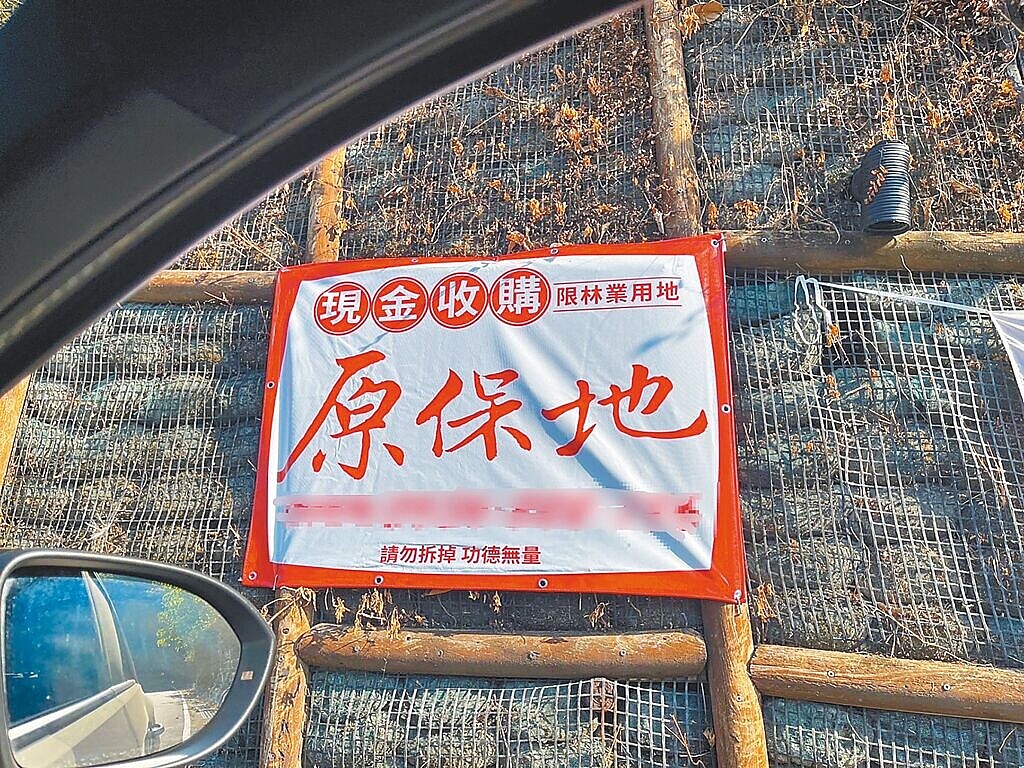 現金收購 限林業用地
原保地
請勿拆掉 功德無量